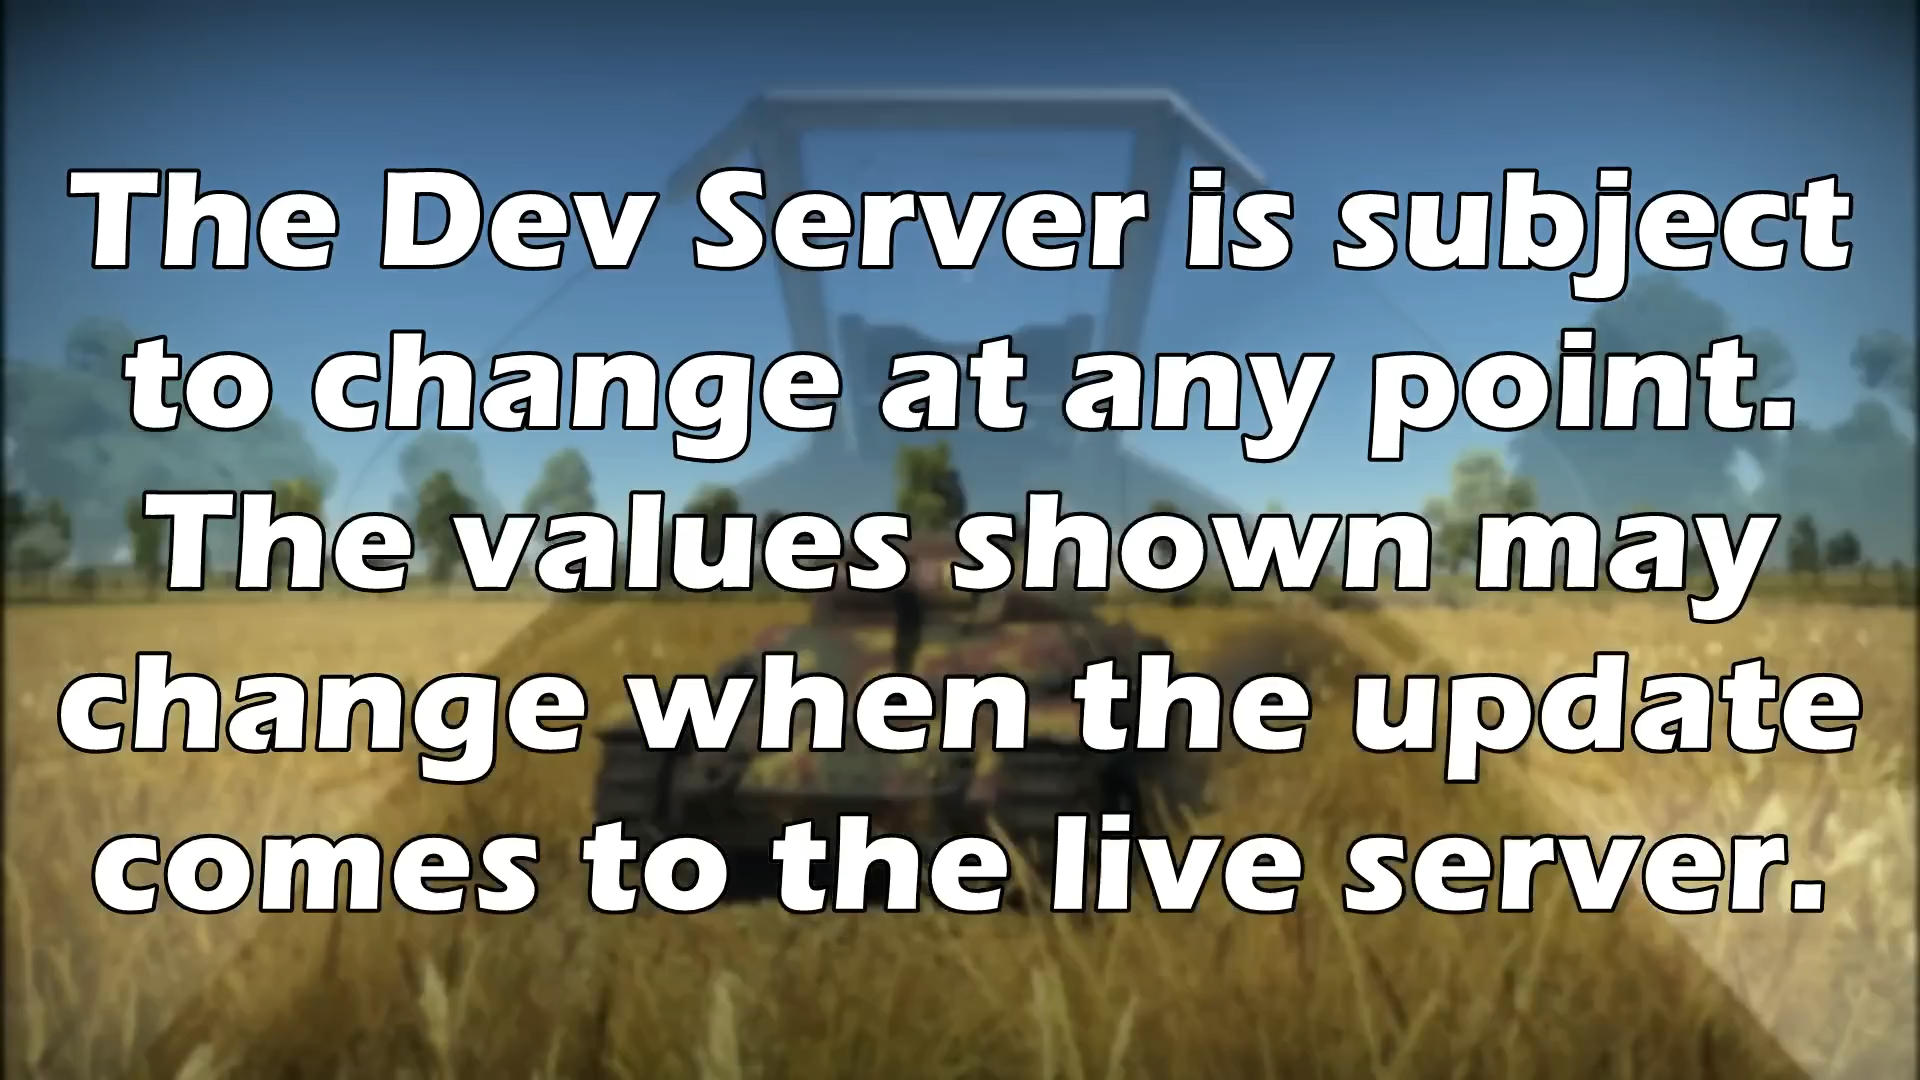 The Dev Server is subject
to change at any point.
The values shown may
change when the update
comes to the live server.